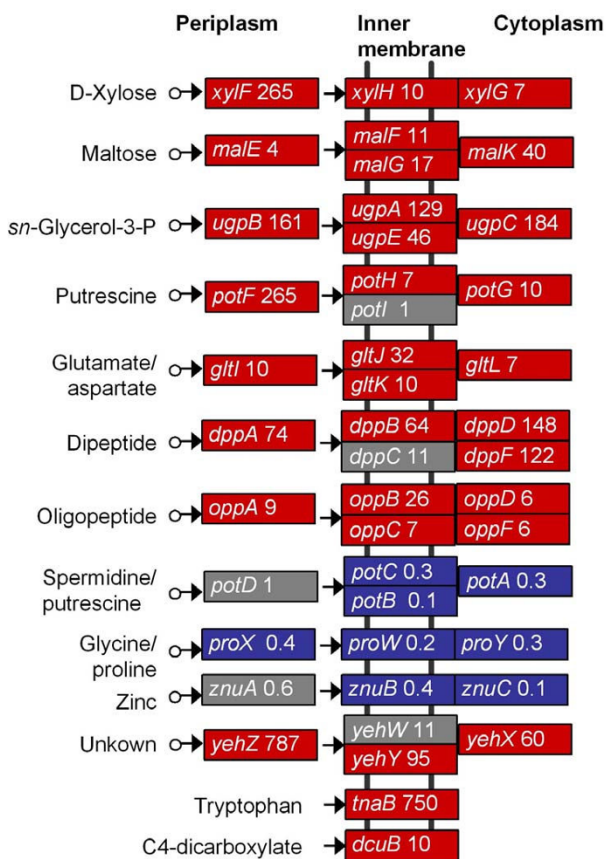 Periplasm Inner membrane Cytoplasm
D-Xylose xylF 265 xylH 10 xylG 7
Maltose malE 4 malF 11 malG 17 malK 40
sn-Glycerol-3-P ugpB 161 ugpA 129 ugpE 46 ugpC 184
Putrescine potF 265 potH 7 potI 1 potG 10
Glutamate/ aspartate gltI 10 gltJ 32 gltK 10 gltL 7
Dipeptide dppA 74 dppB 64 dppC 11 dppD 148 dppF 122
Oligopeptide oppA 9 oppB 26 oppC 7 oppD 6 oppF 6
Spermidine/ putrescine potD 1 potC 0.3 potB 0.1 potA 0.3
Glycine/ proline proX 0.4 proW 0.2 proY 0.3
Zinc znuA 0.6 znuB 0.4 znuC 0.1
Unkown yehZ 787 yehW 11 yehY 95 yehX 60
Tryptophan tnaB 750
C4-dicarboxylate dcuB 10